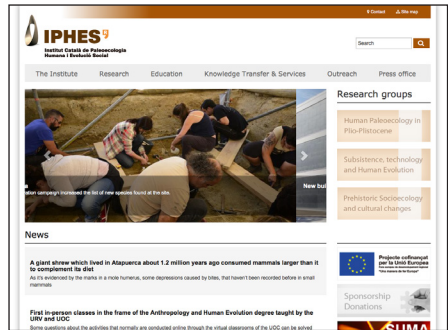 Contact Site map
IPHES
Institut Català de Paleoecologia
Humana i Evolució Social
Search
The Institute Research Education Knowledge Transfer & Services Outreach Press office
Research groups
Human Paleoecology in
Plio-Plistocene
Subsistence, technology
and Human Evolution
Prehistoric Socioecology
and cultural changes
a
ation campaign increased the list of new species found at the site.
New bui
News
A giant shrew which lived in Atapuerca about 1.2 million years ago consumed mammals larger than it
to complement its dist
As it's evidenced by the marks in a mole humerus, some depressions caused by bites, that haven't been recorded before in small
mammals
First in-person classes in the frame of the Anthropology and Human Evolution degree taught by the
URV and UOC
Some questions about the activities that normally are conducted online through the virtual classrooms of the UOC can be solved
Projecte cofinançat
per la Unió Europea
Sponsorship
Donations
SUMA